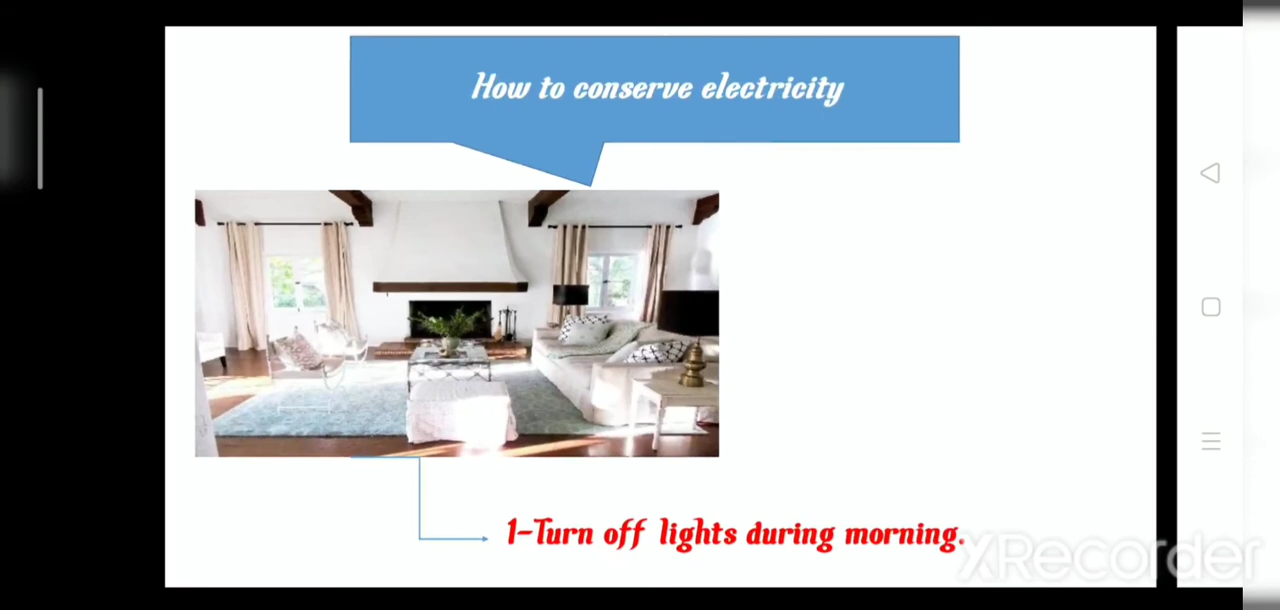 How to conserve electricity
1-Turn off lights during morning.
XRecorder